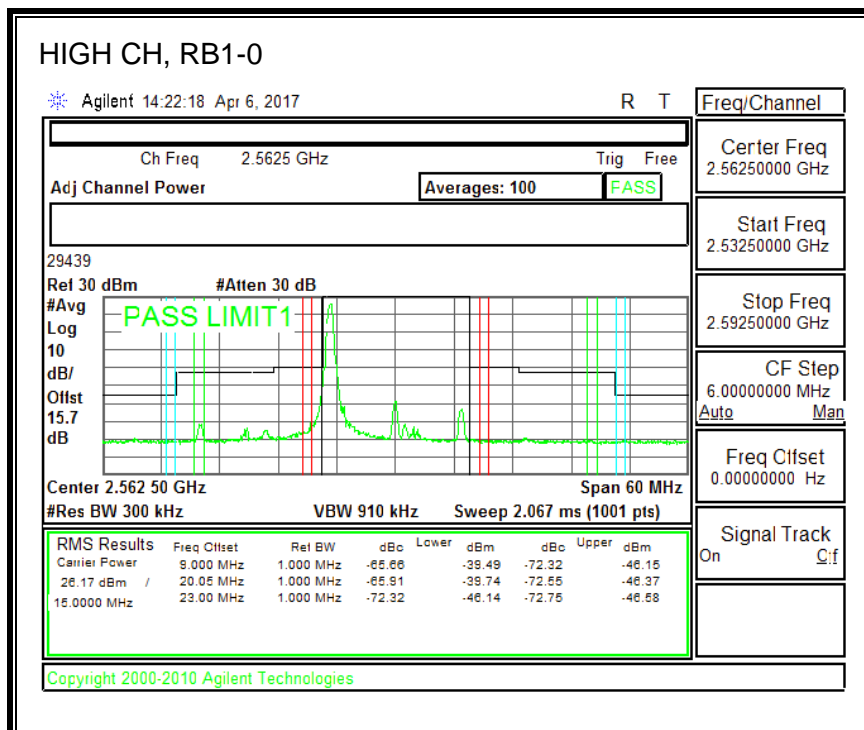 HIGH CH, RB1-0
Agilent 14:22:18 Apr 6, 2017 R T
Freq/Channel
Ch Freq 2.5625 GHz Trig Free
Adj Channel Power Averages: 100 PASS
Center Freq
2.56250000 GHz
Start Freq
2.53250000 GHz
Stop Freq
2.59250000 GHz
CF Step
6.00000000 MHz
Auto Man
Freq Offset
0.00000000 Hz
Signal Track
On Off
29439
Ref 30 dBm #Atten 30 dB
#Avg
Log
10
dB/
Offst
15.7
dB
PASS LIMIT1
Center 2.562 50 GHz Span 60 MHz
#Res BW 300 kHz VBW 910 kHz Sweep 2.067 ms (1001 pts)
RMS Results Freq Offset Ref BW dBc Lower dBm dBc Upper dBm
Carrier Power 9.000 MHz 1.000 MHz -65.66 -39.49 -72.32 -46.15
26.17 dBm / 20.05 MHz 1.000 MHz -65.91 -39.74 -72.55 -46.37
15.0000 MHz 23.00 MHz 1.000 MHz -72.32 -46.14 -72.75 -46.58
Copyright 2000-2010 Agilent Technologies